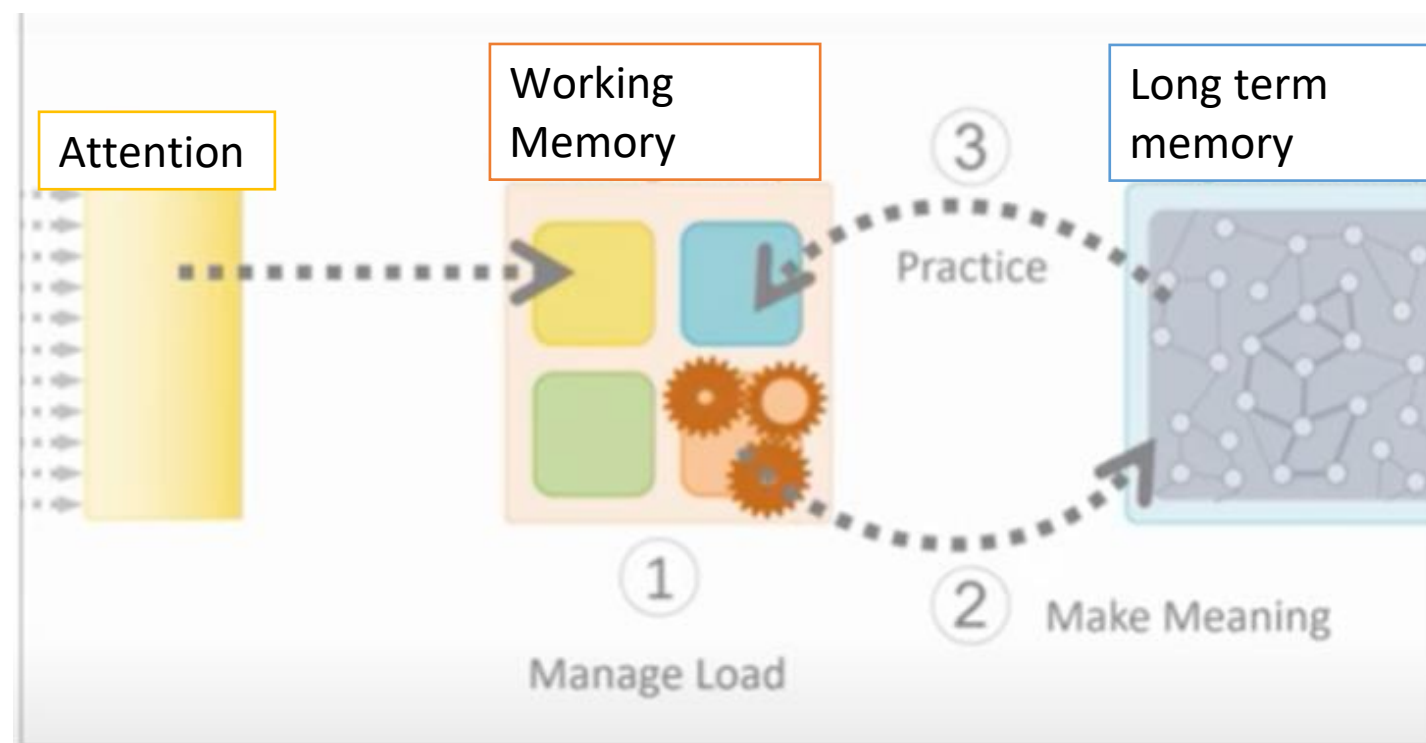 Attention
Working
Memory
Long term
memory
3
Practice
1
Manage Load
2
Make Meaning